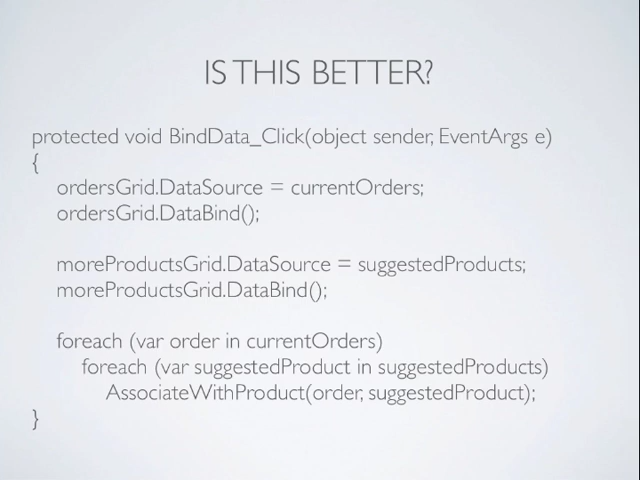 IS THIS BETTER?
protected void BindData_Click(object sender, EventArgs e)
{
ordersGrid.DataSource = currentOrders;
ordersGrid.DataBind();
moreProductsGrid.DataSource = suggestedProducts;
moreProductsGrid.DataBind();
foreach (var order in currentOrders)
foreach (var suggestedProduct in suggestedProducts)
AssociateWithProduct(order, suggestedProduct);
}